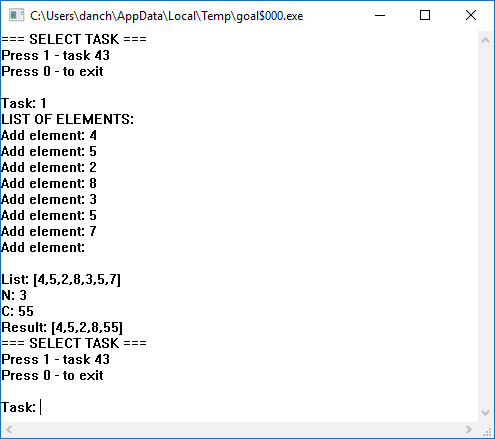 C:\Users\danch\AppData\Local\Temp\goal$000.exe
=== SELECT TASK ===
Press 1 - task 43
Press 0 - to exit
Task: 1
LIST OF ELEMENTS:
Add element: 4
Add element: 5
Add element: 2
Add element: 8
Add element: 3
Add element: 5
Add element: 7
Add element:
List: [4,5,2,8,3,5,7]
N: 3
C: 55
Result: [4,5,2,8,55]
=== SELECT TASK ===
Press 1 - task 43
Press 0 - to exit
Task: